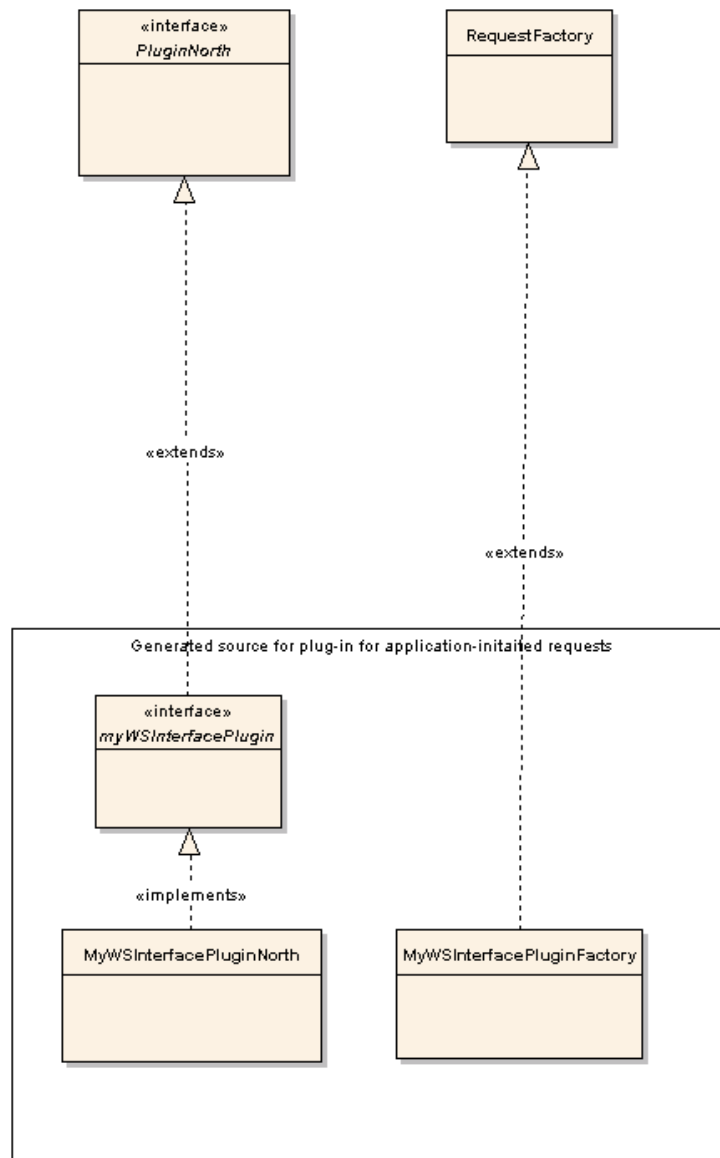 «interface»
PluginNorth
RequestFactory
«extends»
«extends»
Generated source for plug-in for application-initaited requests
«interface»
myWSInterfacePlugin
«implements»
MyWSInterfacePluginNorth
MyWSInterfacePluginFactory